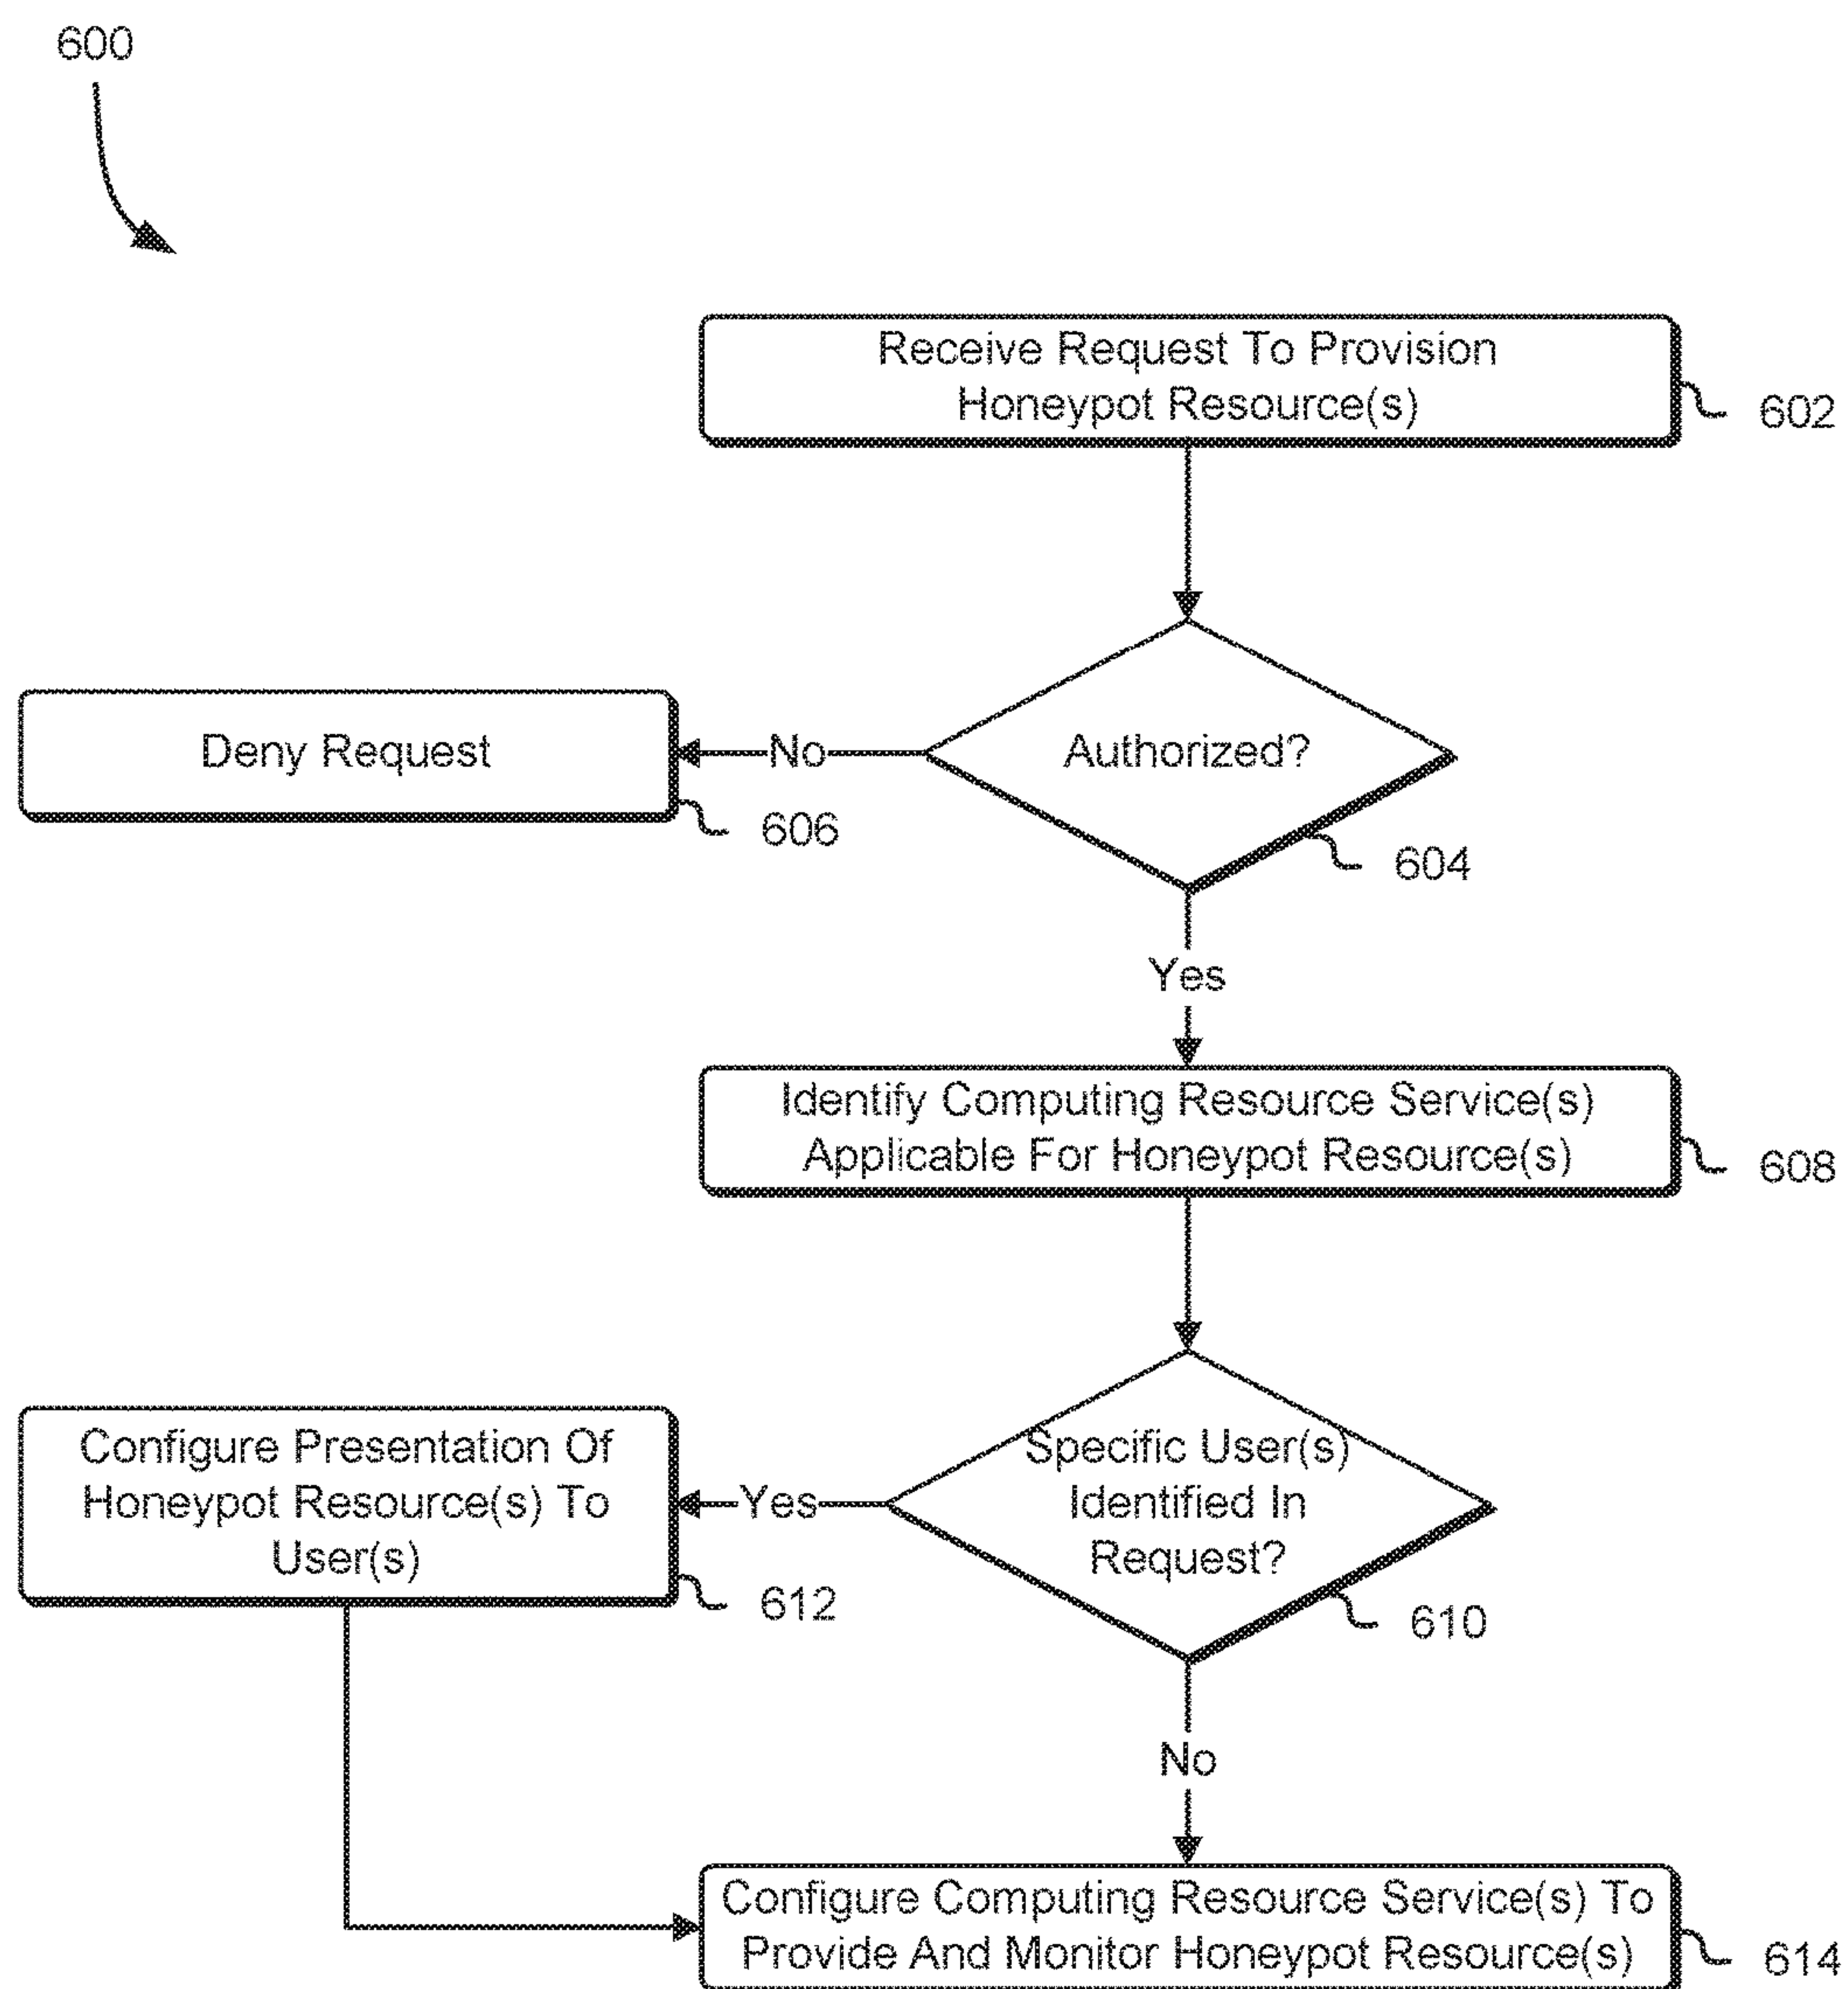 600
Receive Request To Provision
Honeypot Resource(s)
602
Deny Request
No
Authorized?
606
604
Yes
Identify Computing Resource Service(s)
Applicable For Honeypot Resource(s)
608
Configure Presentation Of
Honeypot Resource(s) To
User(s)
612
Yes
Specific User(s)
Identified In
Request?
610
No
Configure Computing Resource Service(s) To
Provide And Monitor Honeypot Resource(s)
614